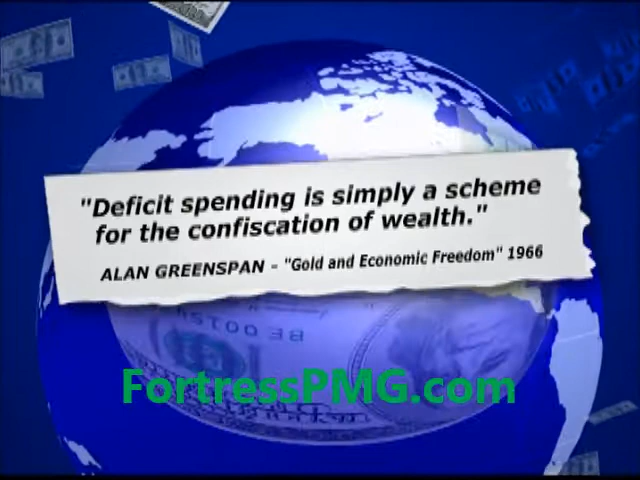 "Deficit spending is simply a scheme
for the confiscation of wealth."
ALAN GREENSPAN - "Gold and Economic Freedom" 1966
FortressPMG.com